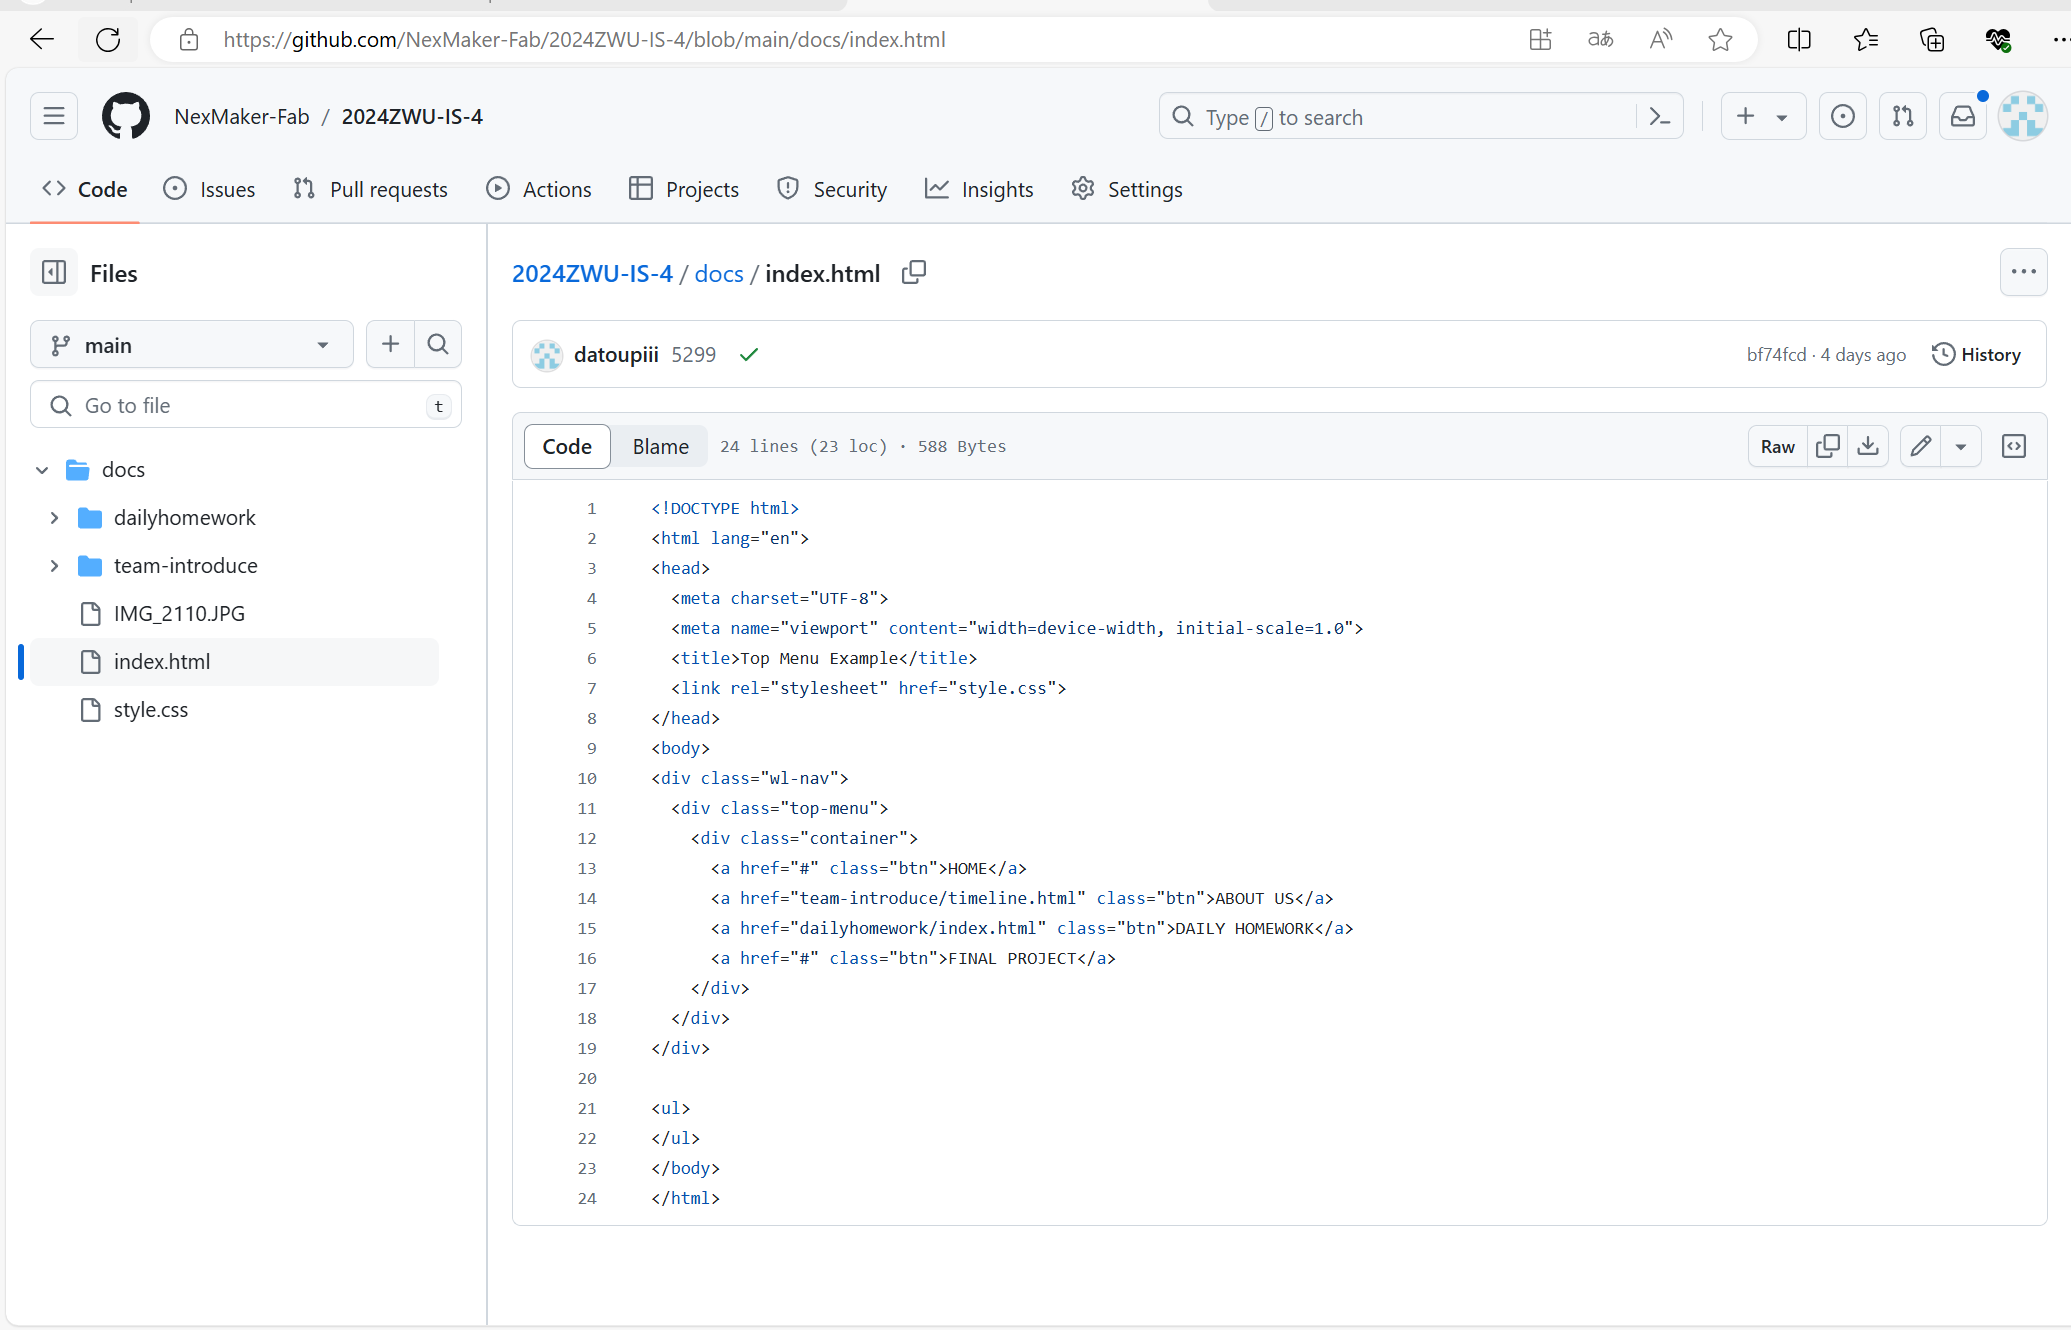 https://github.com/NexMaker-Fab/2024ZWU-IS-4/blob/main/docs/index.html
NexMaker-Fab / 2024ZWU-IS-4
Type / to search
Code Issues Pull requests Actions Projects Security Insights Settings
Files
main
Go to file t
docs
dailyhomework
team-introduce
IMG_2110.JPG
index.html
style.css
2024ZWU-IS-4 / docs / index.html
datoupiii 5299
bf74fcd · 4 days ago History
Code Blame 24 lines (23 loc) · 588 Bytes Raw
1 <!DOCTYPE html>
2 <html lang="en">
3 <head>
4 <meta charset="UTF-8">
5 <meta name="viewport" content="width=device-width, initial-scale=1.0">
6 <title>Top Menu Example</title>
7 <link rel="stylesheet" href="style.css">
8 </head>
9 <body>
10 <div class="wl-nav">
11 <div class="top-menu">
12 <div class="container">
13 <a href="#" class="btn">HOME</a>
14 <a href="team-introduce/timeline.html" class="btn">ABOUT US</a>
15 <a href="dailyhomework/index.html" class="btn">DAILY HOMEWORK</a>
16 <a href="#" class="btn">FINAL PROJECT</a>
17 </div>
18 </div>
19 </div>
20
21 <ul>
22 </ul>
23 </body>
24 </html>